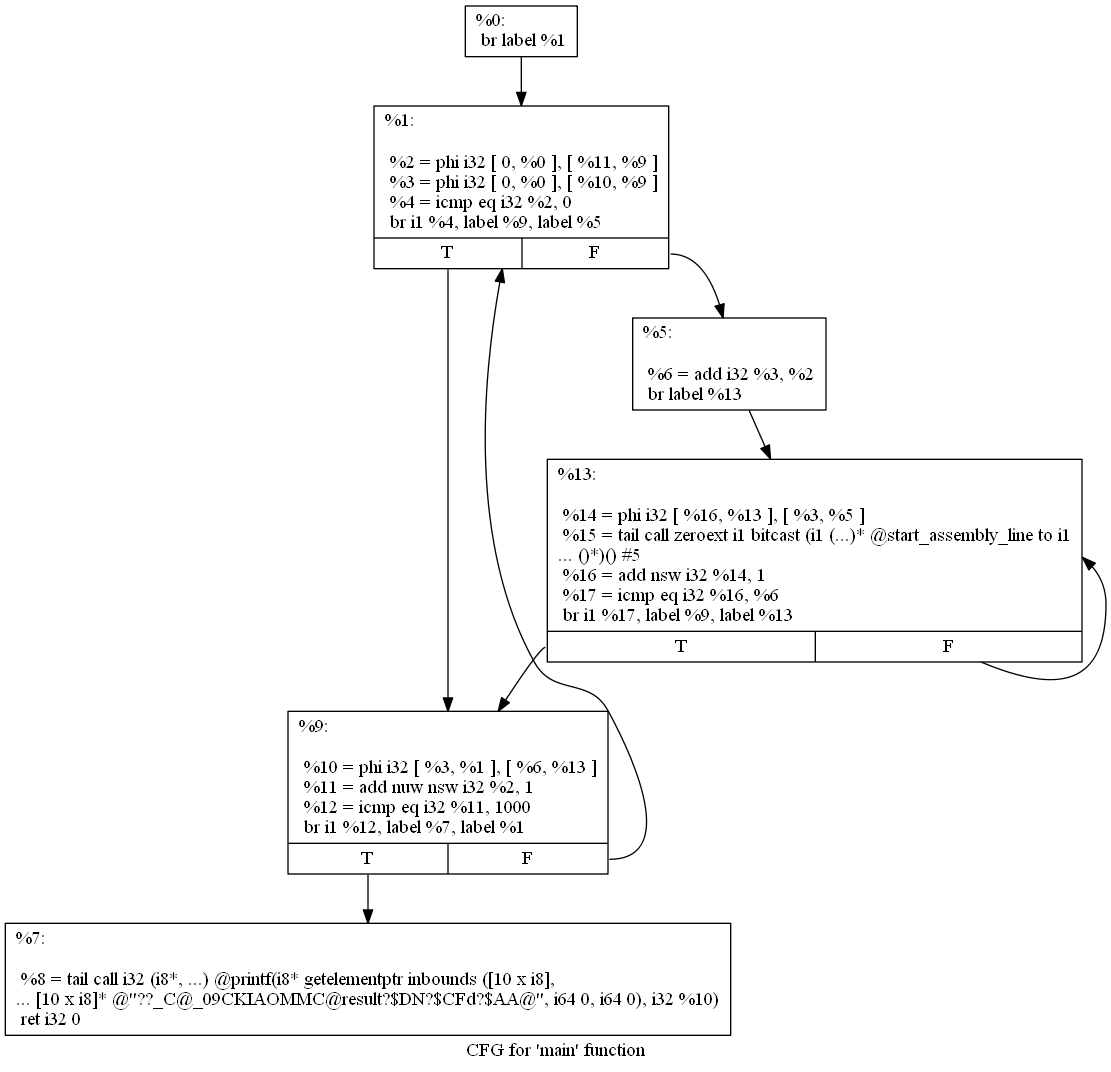 %0:
br label %1
%1:
%2 = phi i32 [ 0, %0 ], [ %11, %9 ]
%3 = phi i32 [ 0, %0 ], [ %10, %9 ]
%4 = icmp eq i32 %2, 0
br i1 %4, label %9, label %5
T F
%5:
%6 = add i32 %3, %2
br label %13
%13:
%14 = phi i32 [ %16, %13 ], [ %3, %5 ]
%15 = tail call zeroext i1 bitcast (i1 (...)* @start_assembly_line to i1
... ()*)() #5
%16 = add nsw i32 %14, 1
%17 = icmp eq i32 %16, %6
br i1 %17, label %9, label %13
T F
%9:
%10 = phi i32 [ %3, %1 ], [ %6, %13 ]
%11 = add nuw nsw i32 %2, 1
%12 = icmp eq i32 %11, 1000
br i1 %12, label %7, label %1
T F
%7:
%8 = tail call i32 (i8*, ...) @printf(i8* getelementptr inbounds ([10 x i8],
... [10 x i8]* @"??_C@_09CKIAOMMC@result?$DN?$CFd?$AA@", i64 0, i64 0), i32 %10)
ret i32 0
CFG for 'main' function